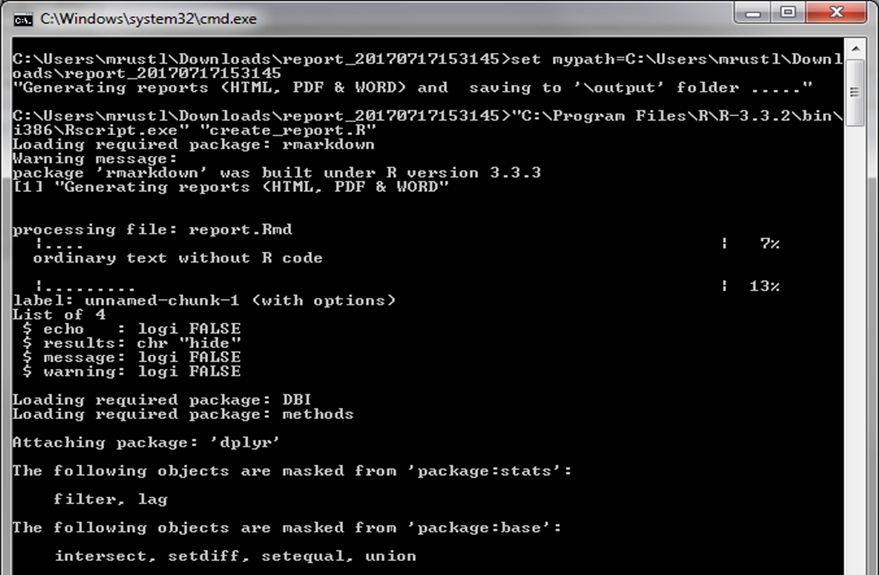 C:\Windows\system32\cmd.exe
C:\Users\mrustl\Downloads\report_20170717153145>set mypath=C:\Users\mrustl\Downl
oads\report_20170717153145
"Generating reports (HTML, PDF & WORD) and  saving to '\output' folder ....."
C:\Users\mrustl\Downloads\report_20170717153145>"C:\Program Files\R\R-3.3.2\bin\
i386\Rscript.exe" "create_report.R"
Loading required package: rmarkdown
Warning message:
package 'rmarkdown' was built under R version 3.3.3
[1] "Generating reports (HTML, PDF & WORD"
processing file: report.Rmd
  |....                                                             |   7%
  ordinary text without R code
  |.........                                                        |  13%
label: unnamed-chunk-1 (with options)
List of 4
 $ echo   : logi FALSE
 $ results: chr "hide"
 $ message: logi FALSE
 $ warning: logi FALSE
Loading required package: DBI
Loading required package: methods
Attaching package: 'dplyr'
The following objects are masked from 'package:stats':
    filter, lag
The following objects are masked from 'package:base':
    intersect, setdiff, setequal, union